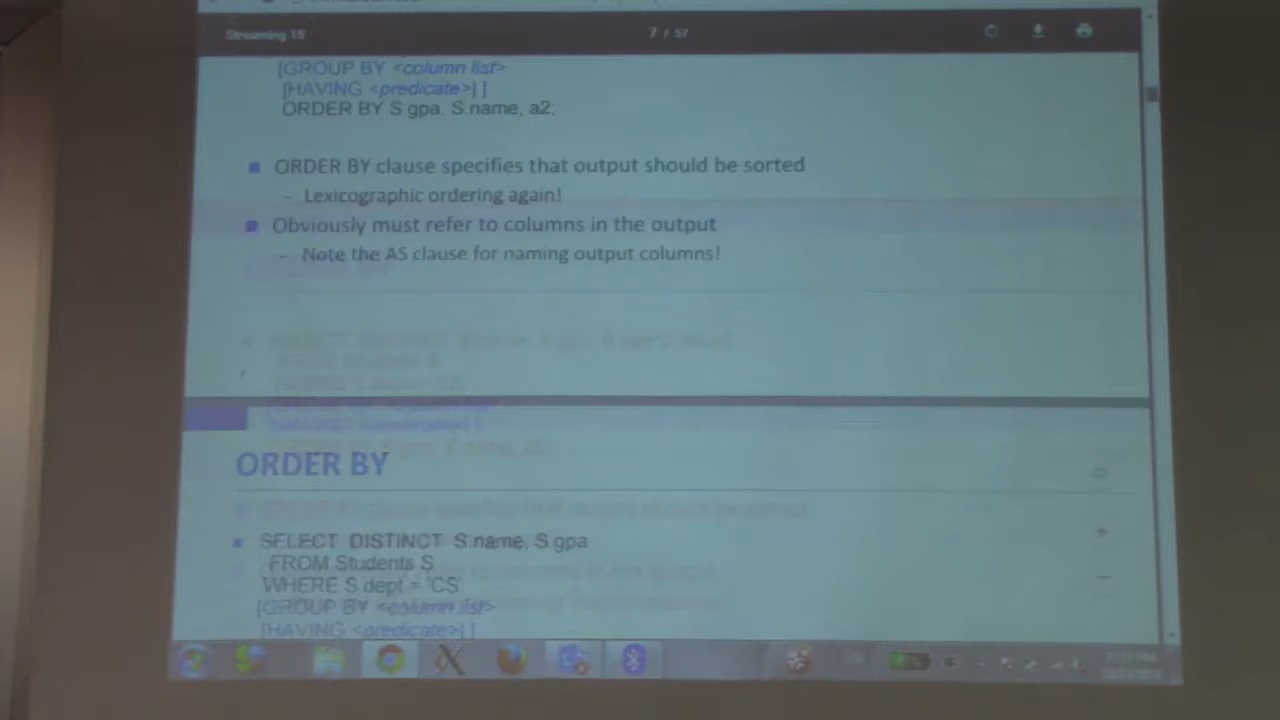 Streaming 19
7 / 57
[GROUP BY <column list>
[HAVING <predicate>] ]
ORDER BY S.gpa, S.name, a2;
ORDER BY clause specifies that output should be sorted
– Lexicographic ordering again!
Obviously must refer to columns in the output
– Note the AS clause for naming output columns!
ORDER BY
SELECT DISTINCT S.name, S.gpa
FROM Students S
WHERE S.dept = 'CS'
[GROUP BY <column list>
[HAVING <predicate>] ]